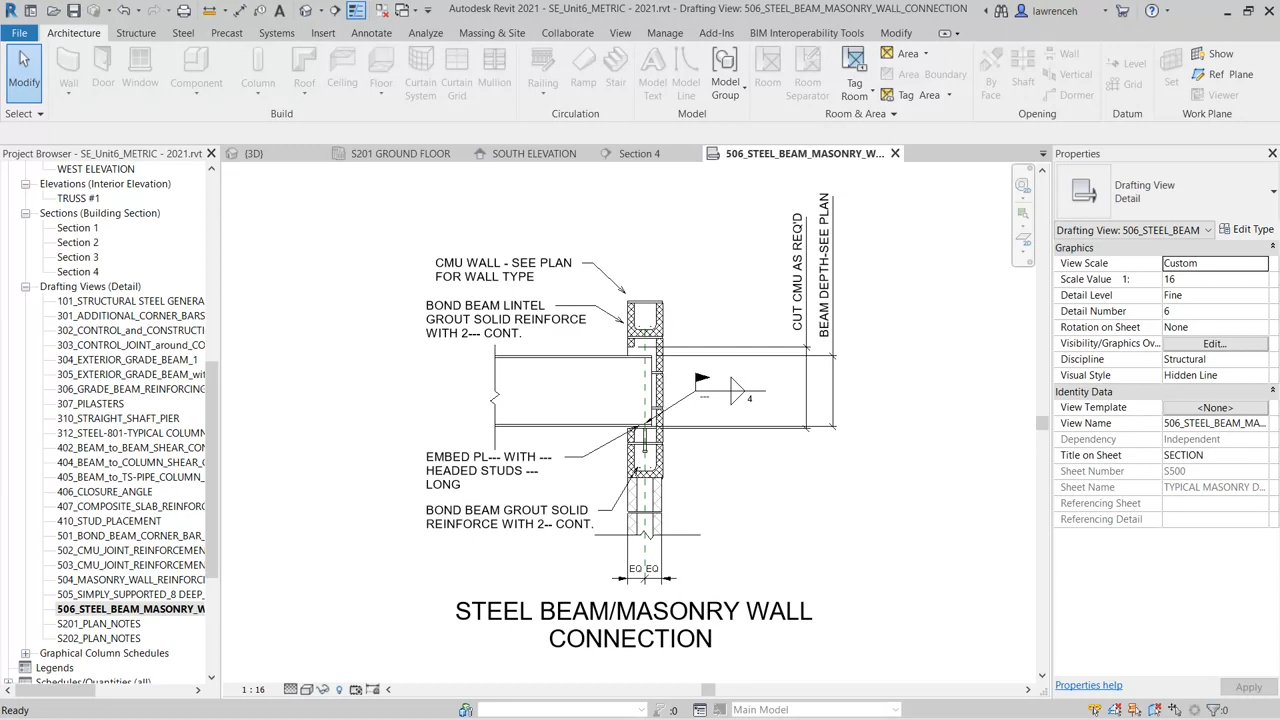 Autodesk Revit 2021 - SE_Unit6_METRIC - 2021.rvt - Drafting View: 506_STEEL_BEAM_MASONRY_WALL_CONNECTION
lawrenceh
File Architecture Structure Steel Precast Systems Insert Annotate Analyze Massing & Site Collaborate View Manage Add-Ins BIM Interoperability Tools Modify
Modify
Wall
Door
Window
Component
Column
Roof
Ceiling
Floor
Curtain System
Curtain Grid
Mullion
Railing
Ramp
Stair
Model Text
Model Line
Model Group
Room
Room Separator
Tag Room
Area
Area Boundary
Tag Area
By Face
Shaft
Wall
Vertical
Dormer
Level
Grid
Set
Show
Ref Plane
Viewer
Select
Build
Circulation
Model
Room & Area
Opening
Datum
Work Plane
Project Browser - SE_Unit6_METRIC - 2021.rvt
{3D}
S201 GROUND FLOOR
SOUTH ELEVATION
Section 4
506_STEEL_BEAM_MASONRY_W...
WEST ELEVATION
Elevations (Interior Elevation)
TRUSS #1
Sections (Building Section)
Section 1
Section 2
Section 3
Section 4
Drafting Views (Detail)
101_STRUCTURAL STEEL GENERA
301_ADDITIONAL_CORNER_BARS
302_CONTROL_and_CONSTRUCTI
303_CONTROL_JOINT_around_CO
304_EXTERIOR_GRADE_BEAM_1
305_EXTERIOR_GRADE_BEAM_wit
306_GRADE_BEAM_REINFORCING
307_PILASTERS
310_STRAIGHT_SHAFT_PIER
312_STEEL-801-TYPICAL COLUMN
402_BEAM_to_BEAM_SHEAR_CON
404_BEAM_to_COLUMN_SHEAR_C
405_BEAM_to_TS-PIPE_COLUMN_
406_CLOSURE_ANGLE
407_COMPOSITE_SLAB_REINFORC
410_STUD_PLACEMENT
501_BOND_BEAM_CORNER_BAR_
502_CMU_JOINT_REINFORCEMEN
503_CMU_JOINT_REINFORCEMEN
504_MASONRY_WALL_REINFORCI
505_SIMPLY_SUPPORTED_8 DEEP_
506_STEEL_BEAM_MASONRY_W
S201_PLAN_NOTES
S202_PLAN_NOTES
Graphical Column Schedules
Legends
Schedules/Quantities (all)
CMU WALL - SEE PLAN
FOR WALL TYPE
BOND BEAM LINTEL
GROUT SOLID REINFORCE
WITH 2--- CONT.
CUT CMU AS REQ'D
BEAM DEPTH-SEE PLAN
---
4
EMBED PL--- WITH ---
HEADED STUDS ---
LONG
BOND BEAM GROUT SOLID
REINFORCE WITH 2-- CONT.
EQ EQ
STEEL BEAM/MASONRY WALL
CONNECTION
1 : 16
Properties
Drafting View
Detail
Drafting View: 506_STEEL_BEAM
Edit Type
Graphics
View Scale Custom
Scale Value 1: 16
Detail Level Fine
Detail Number 6
Rotation on Sheet None
Visibility/Graphics Ov... Edit...
Discipline Structural
Visual Style Hidden Line
Identity Data
View Template <None>
View Name 506_STEEL_BEAM_MA...
Dependency Independent
Title on Sheet SECTION
Sheet Number S500
Sheet Name TYPICAL MASONRY D...
Referencing Sheet
Referencing Detail
Properties help
Apply
Ready
:0
Main Model
:0